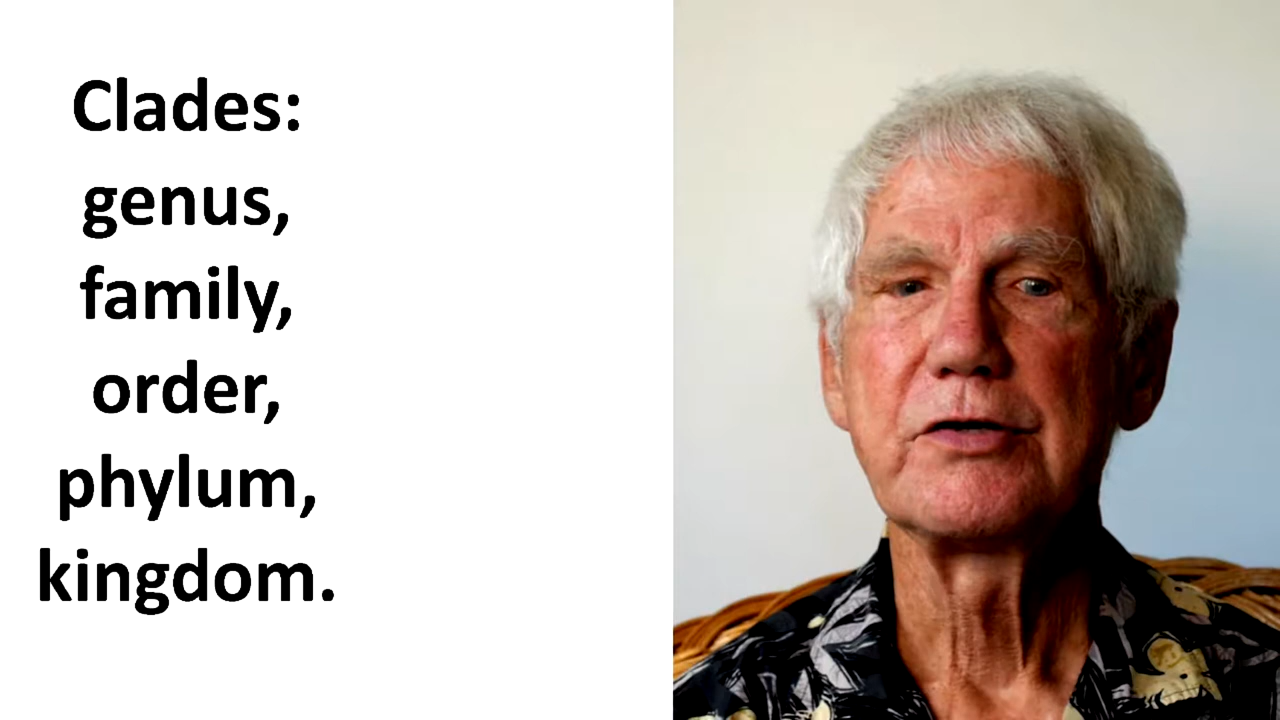 Clades:
genus,
family,
order,
phylum,
kingdom.